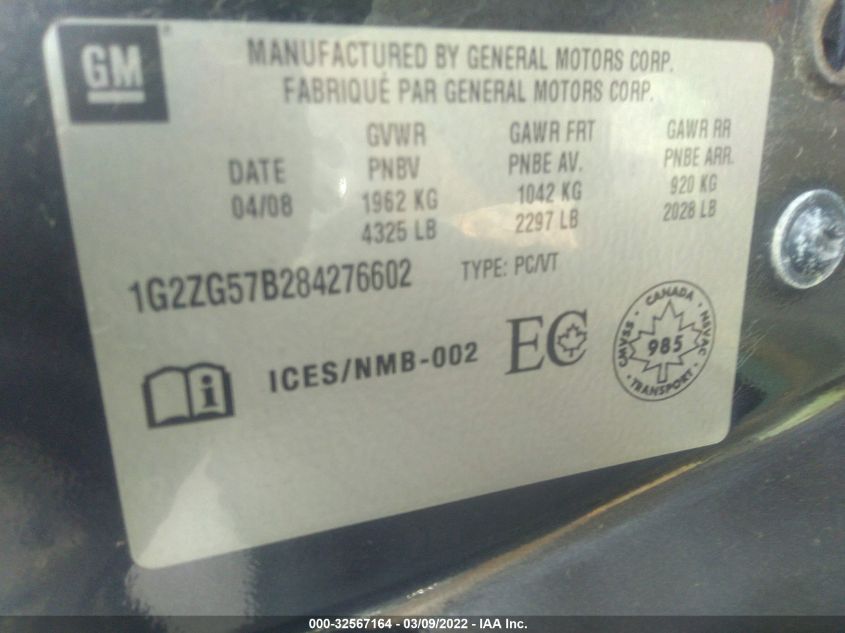 GM
MANUFACTURED BY GENERAL MOTORS CORP.
FABRIQUÉ PAR GENERAL MOTORS CORP.
DATE
04/08
GVWR
PNBV
1962 KG
4325 LB
GAWR FRT
PNBE AV.
1042 KG
2297 LB
GAWR RR
PNBE ARR.
920 KG
2028 LB
1G2ZG57B284276602 TYPE: PC/VT
i ICES/NMB-002 EC
CANADA
CMVSS NSVAC
985
TRANSPORT
000-32567164 - 03/09/2022 - IAA Inc.